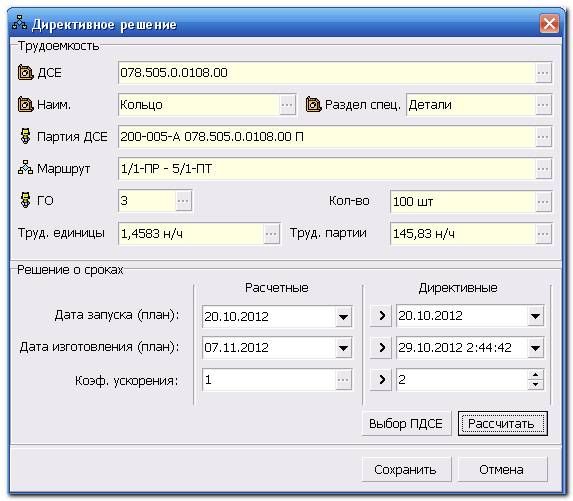 Директивное решение
Трудоемкость
ДСЕ 078.505.0.0108.00 ...
Наим. Кольцо ... Раздел спец. Детали ...
Партия ДСЕ 200-005-А 078.505.0.0108.00 П ...
Маршрут 1/1-ПР - 5/1-ПТ ...
ГО 3 ... Кол-во 100 шт ...
Труд. единицы 1,4583 н/ч ... Труд. партии 145,83 н/ч ...
Решение о сроках
Расчетные Директивные
Дата запуска (план): 20.10.2012 > 20.10.2012
Дата изготовления (план): 07.11.2012 > 29.10.2012 2:44:42
Коэф. ускорения: 1 ... > 2
Выбор ПДСЕ Рассчитать
Сохранить Отмена